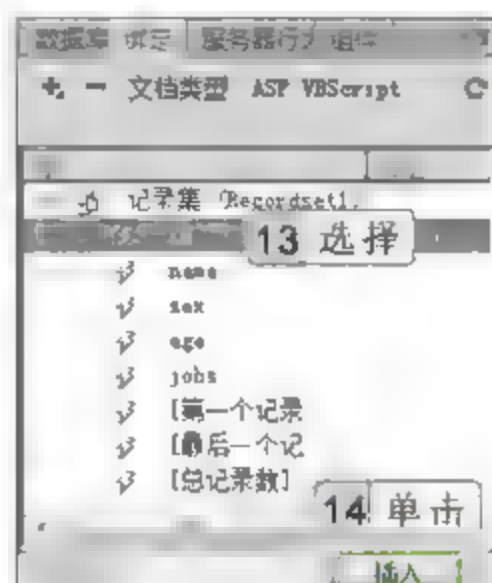 数据库 绑定 服务器行为 组件
+ - 文档类型 ASP VBScript
记录集 (Recordset1)
13 选择
name
sex
age
jobs
[第一个记录
[最后一个记
[总记录数]
14 单击
插入